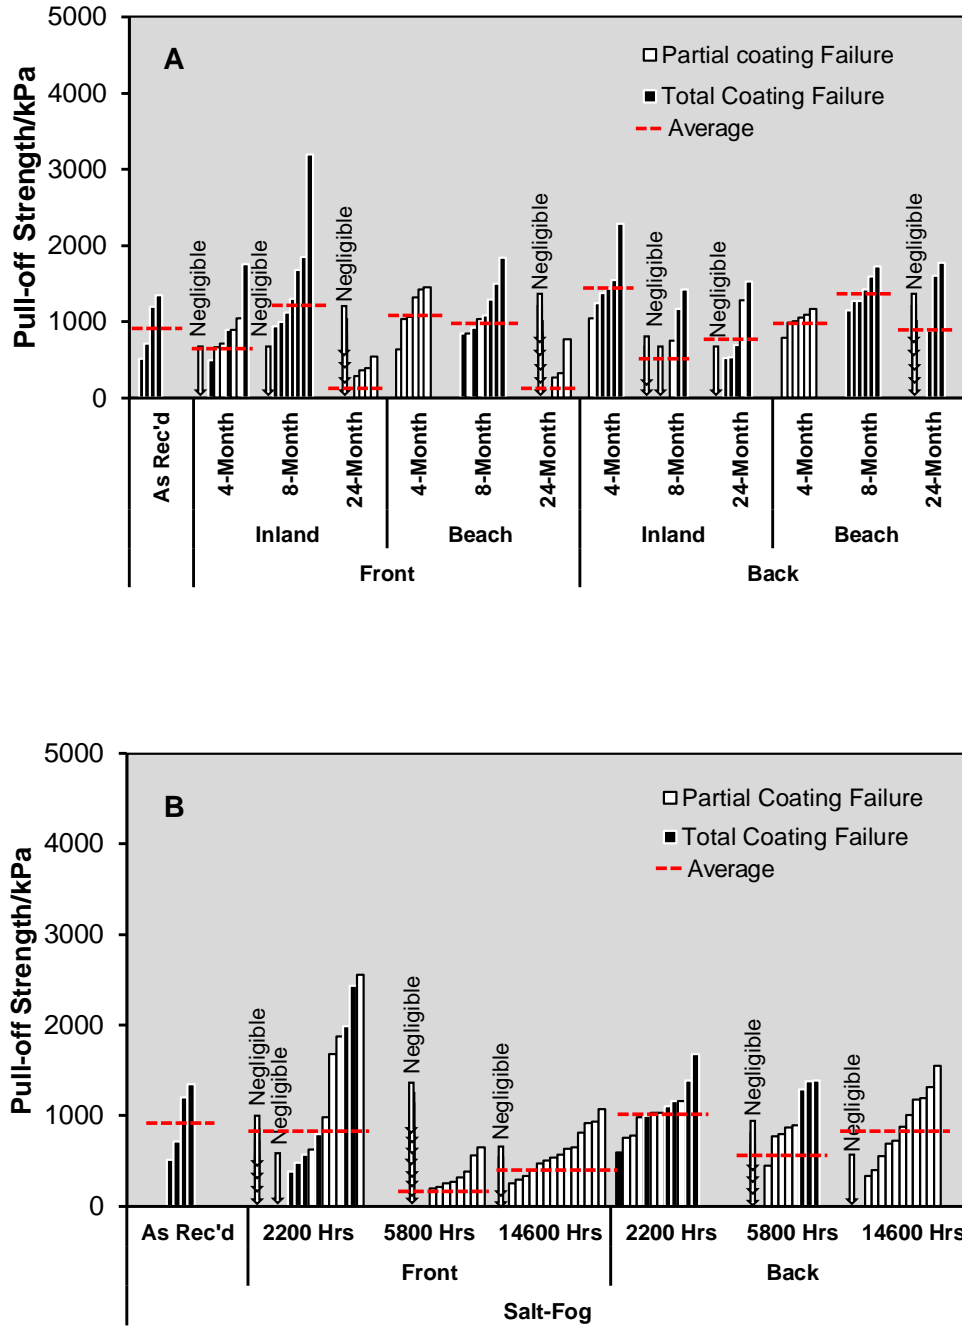 5000
A
Partial coating Failure
4000
Total Coating Failure
Average
Pull-off Strength/kPa
3000
2000
1000
0
Negligible
Negligible
Negligible
Negligible
Negligible
Negligible
Negligible
As Rec'd
4-Month
8-Month
24-Month
4-Month
8-Month
24-Month
4-Month
8-Month
24-Month
4-Month
8-Month
24-Month
Inland
Beach
Inland
Beach
Front
Back
5000
B
Partial Coating Failure
4000
Total Coating Failure
Average
Pull-off Strength/kPa
3000
2000
1000
0
Negligible
Negligible
Negligible
Negligible
Negligible
Negligible
As Rec'd 2200 Hrs 5800 Hrs 14600 Hrs 2200 Hrs 5800 Hrs 14600 Hrs
Front Back
Salt-Fog